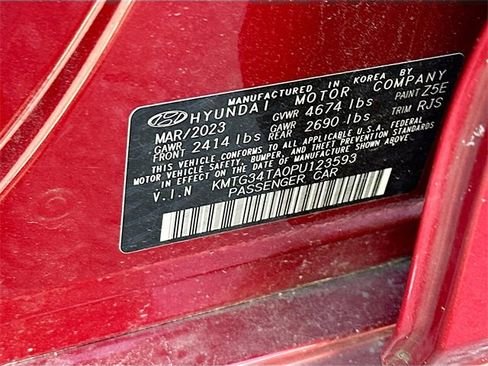 MANUFACTURED IN KOREA BY
HYUNDAI MOTOR COMPANY
MAR/2023 GVWR 4674 lbs PAINT Z5E
GAWR FRONT 2414 lbs GAWR REAR 2690 lbs TRIM RJS
THIS VEHICLE CONFORMS TO ALL APPLICABLE U.S.A. FEDERAL
MOTOR VEHICLE SAFETY, BUMPER, AND THEFT PREVENTION STANDARDS
IN EFFECT ON THE DATE OF MANUFACTURE SHOWN ABOVE.
V.I.N KMTG34TA0PU123593
PASSENGER CAR